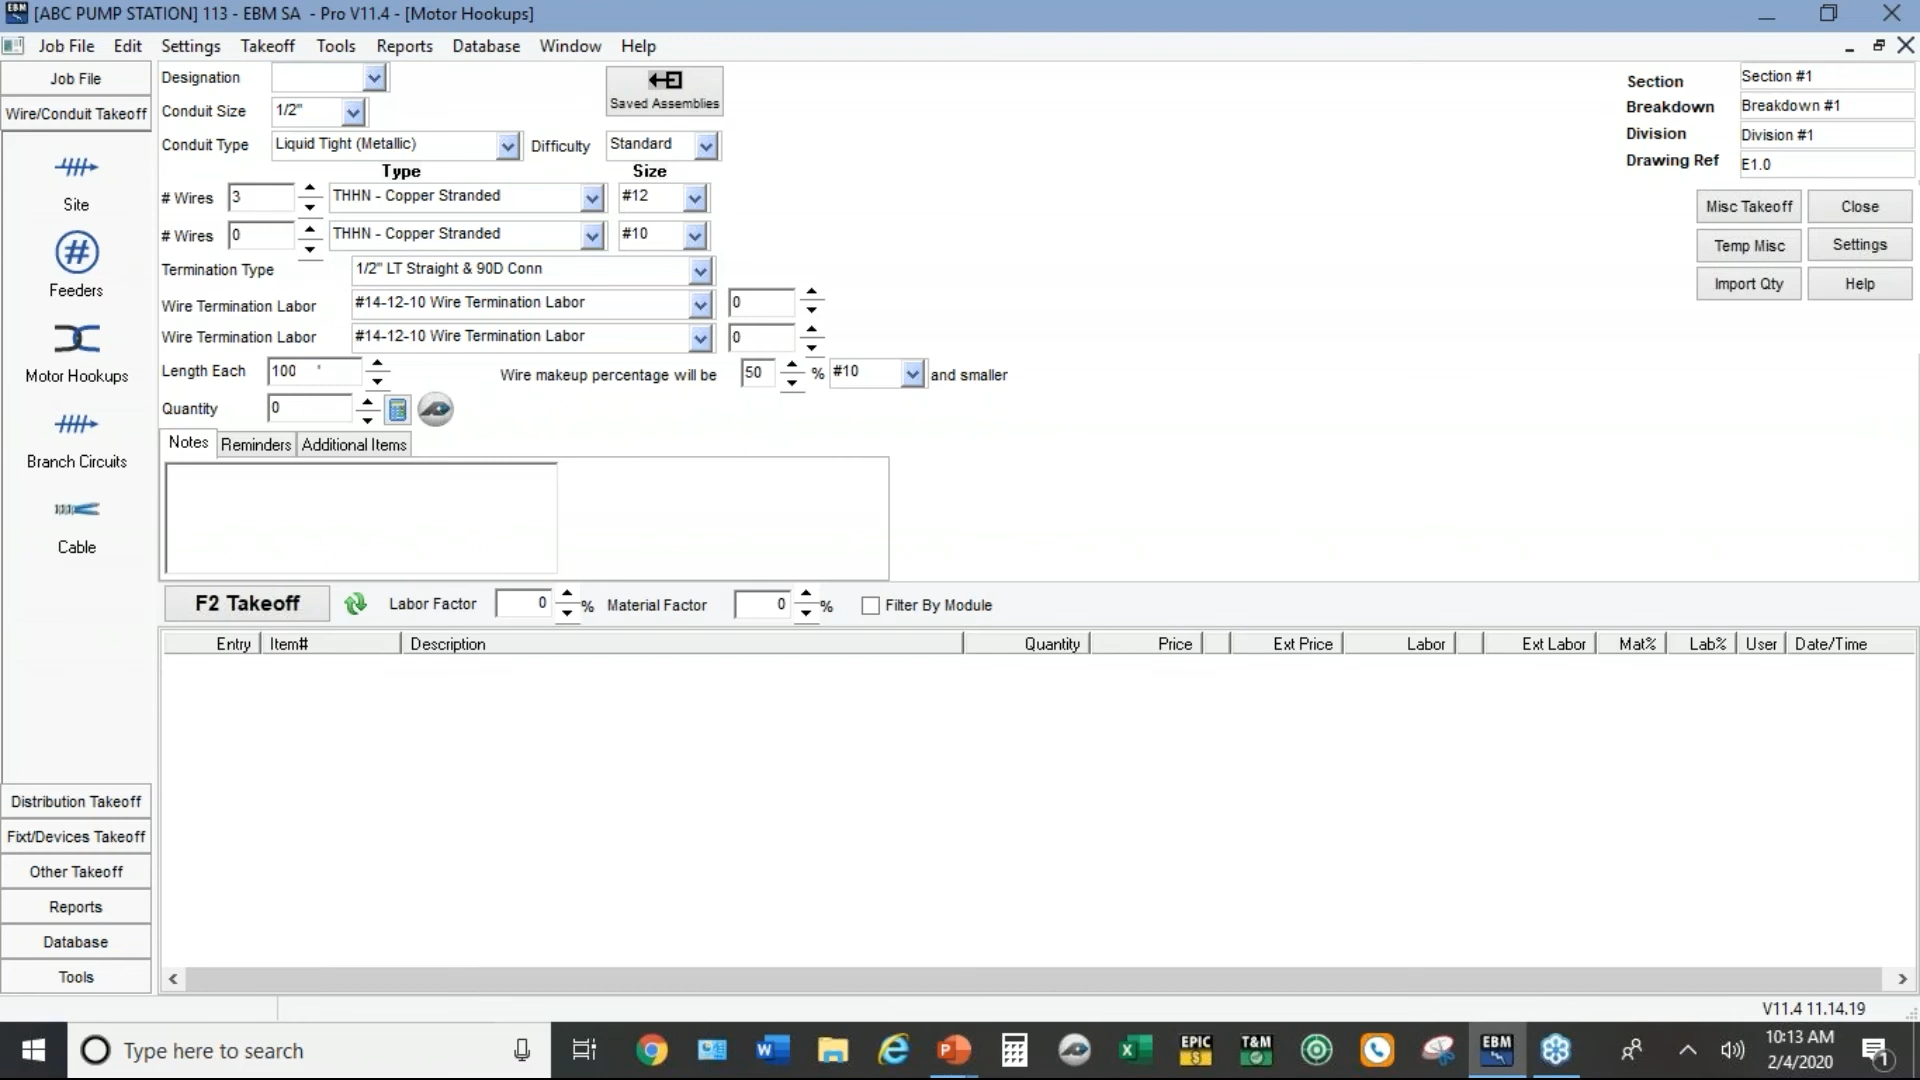 [ABC PUMP STATION] 113 - EBM SA - Pro V11.4 - [Motor Hookups]
Job File Edit Settings Takeoff Tools Reports Database Window Help
Job File
Wire/Conduit Takeoff
Site
Feeders
Motor Hookups
Branch Circuits
Cable
Distribution Takeoff
Fixt/Devices Takeoff
Other Takeoff
Reports
Database
Tools
Designation
Saved Assemblies
Conduit Size 1/2"
Conduit Type Liquid Tight (Metallic) Difficulty Standard
Type Size
# Wires 3 THHN - Copper Stranded #12
# Wires 0 THHN - Copper Stranded #10
Termination Type 1/2" LT Straight & 90D Conn
Wire Termination Labor #14-12-10 Wire Termination Labor 0
Wire Termination Labor #14-12-10 Wire Termination Labor 0
Length Each 100 ' Wire makeup percentage will be 50 % #10 and smaller
Quantity 0
Notes Reminders Additional Items
Section Section #1
Breakdown Breakdown #1
Division Division #1
Drawing Ref E1.0
Misc Takeoff Close
Temp Misc Settings
Import Qty Help
F2 Takeoff Labor Factor 0 % Material Factor 0 % Filter By Module
Entry Item# Description Quantity Price Ext Price Labor Ext Labor Mat% Lab% User Date/Time
V11.4 11.14.19
Type here to search
EPIC
T&M
EBM
10:13 AM
2/4/2020
1